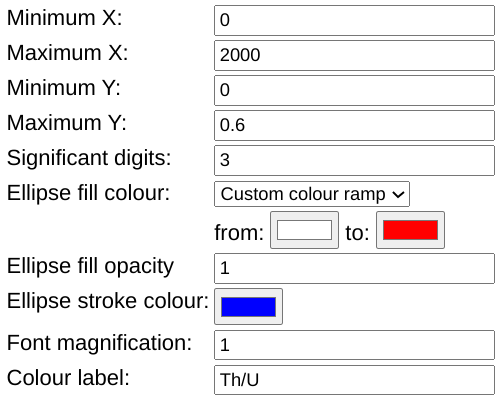 Minimum X: 0
Maximum X: 2000
Minimum Y: 0
Maximum Y: 0.6
Significant digits: 3
Ellipse fill colour: Custom colour ramp
from: to:
Ellipse fill opacity 1
Ellipse stroke colour:
Font magnification: 1
Colour label: Th/U